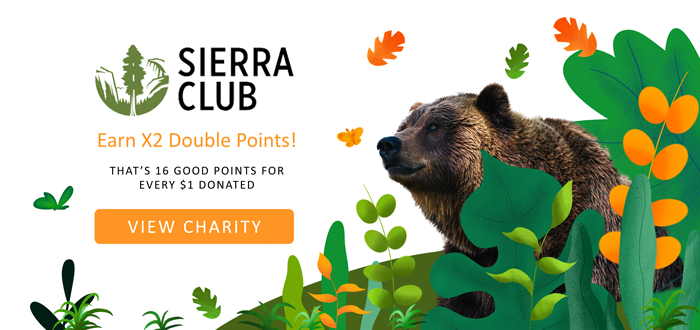 SIERRA
CLUB
Earn X2 Double Points!
THAT'S 16 GOOD POINTS FOR
EVERY $1 DONATED
VIEW CHARITY